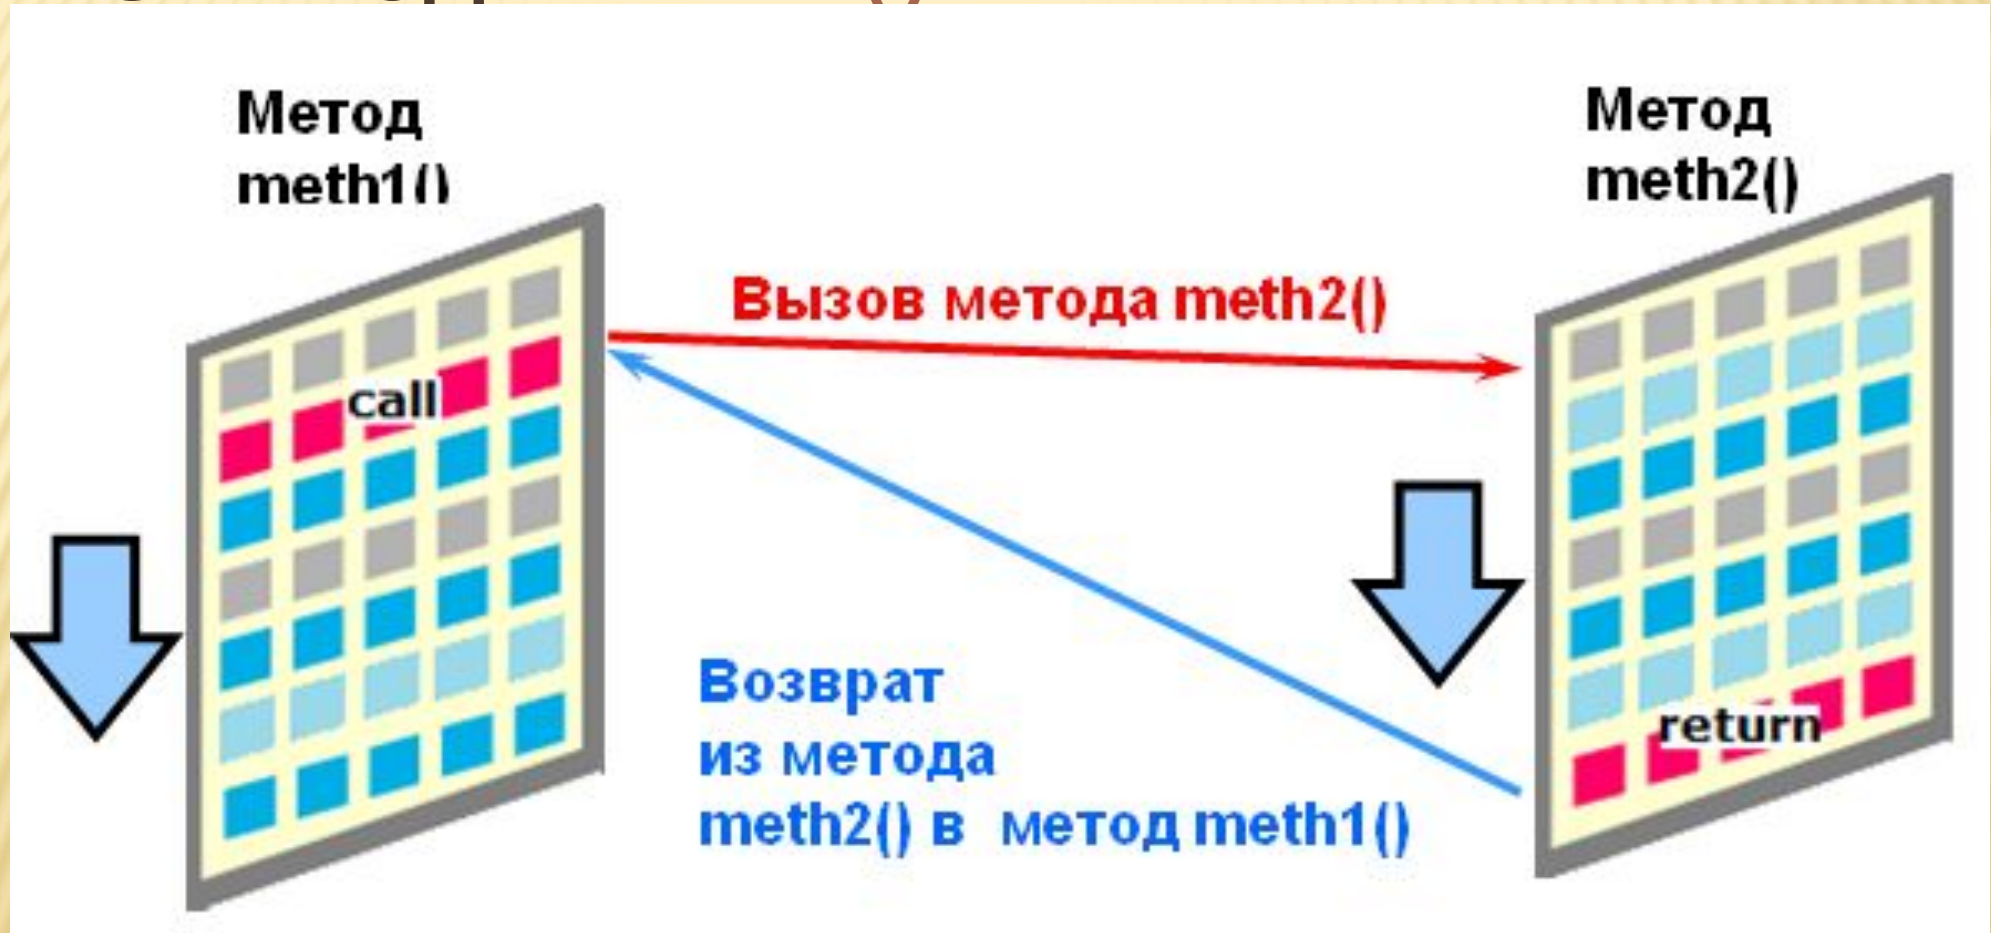 Метод
meth1()
Метод
meth2()
Вызов метода meth2()
call
Возврат
из метода
meth2() в метод meth1()
return